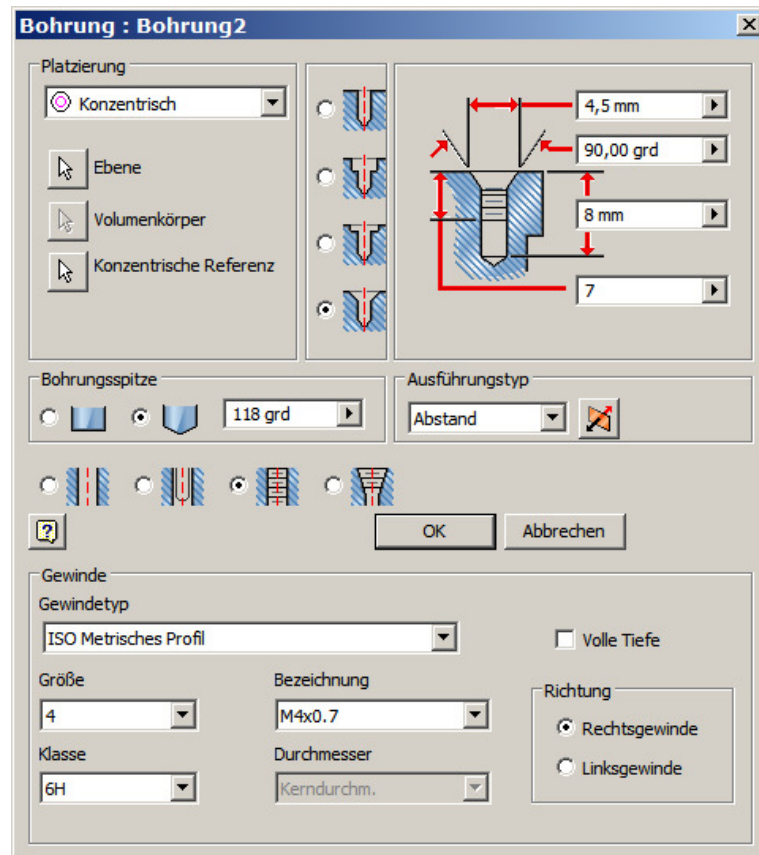 Bohrung : Bohrung2
Platzierung
Konzentrisch
Ebene
Volumenkörper
Konzentrische Referenz
4,5 mm
90,00 grd
8 mm
7
Bohrungsspitze
118 grd
Ausführungstyp
Abstand
?
OK
Abbrechen
Gewinde
Gewindetyp
ISO Metrisches Profil
Volle Tiefe
Größe
Bezeichnung
4
M4x0.7
Richtung
Rechtsgewinde
Linksgewinde
Klasse
Durchmesser
6H
Kerndurchm.